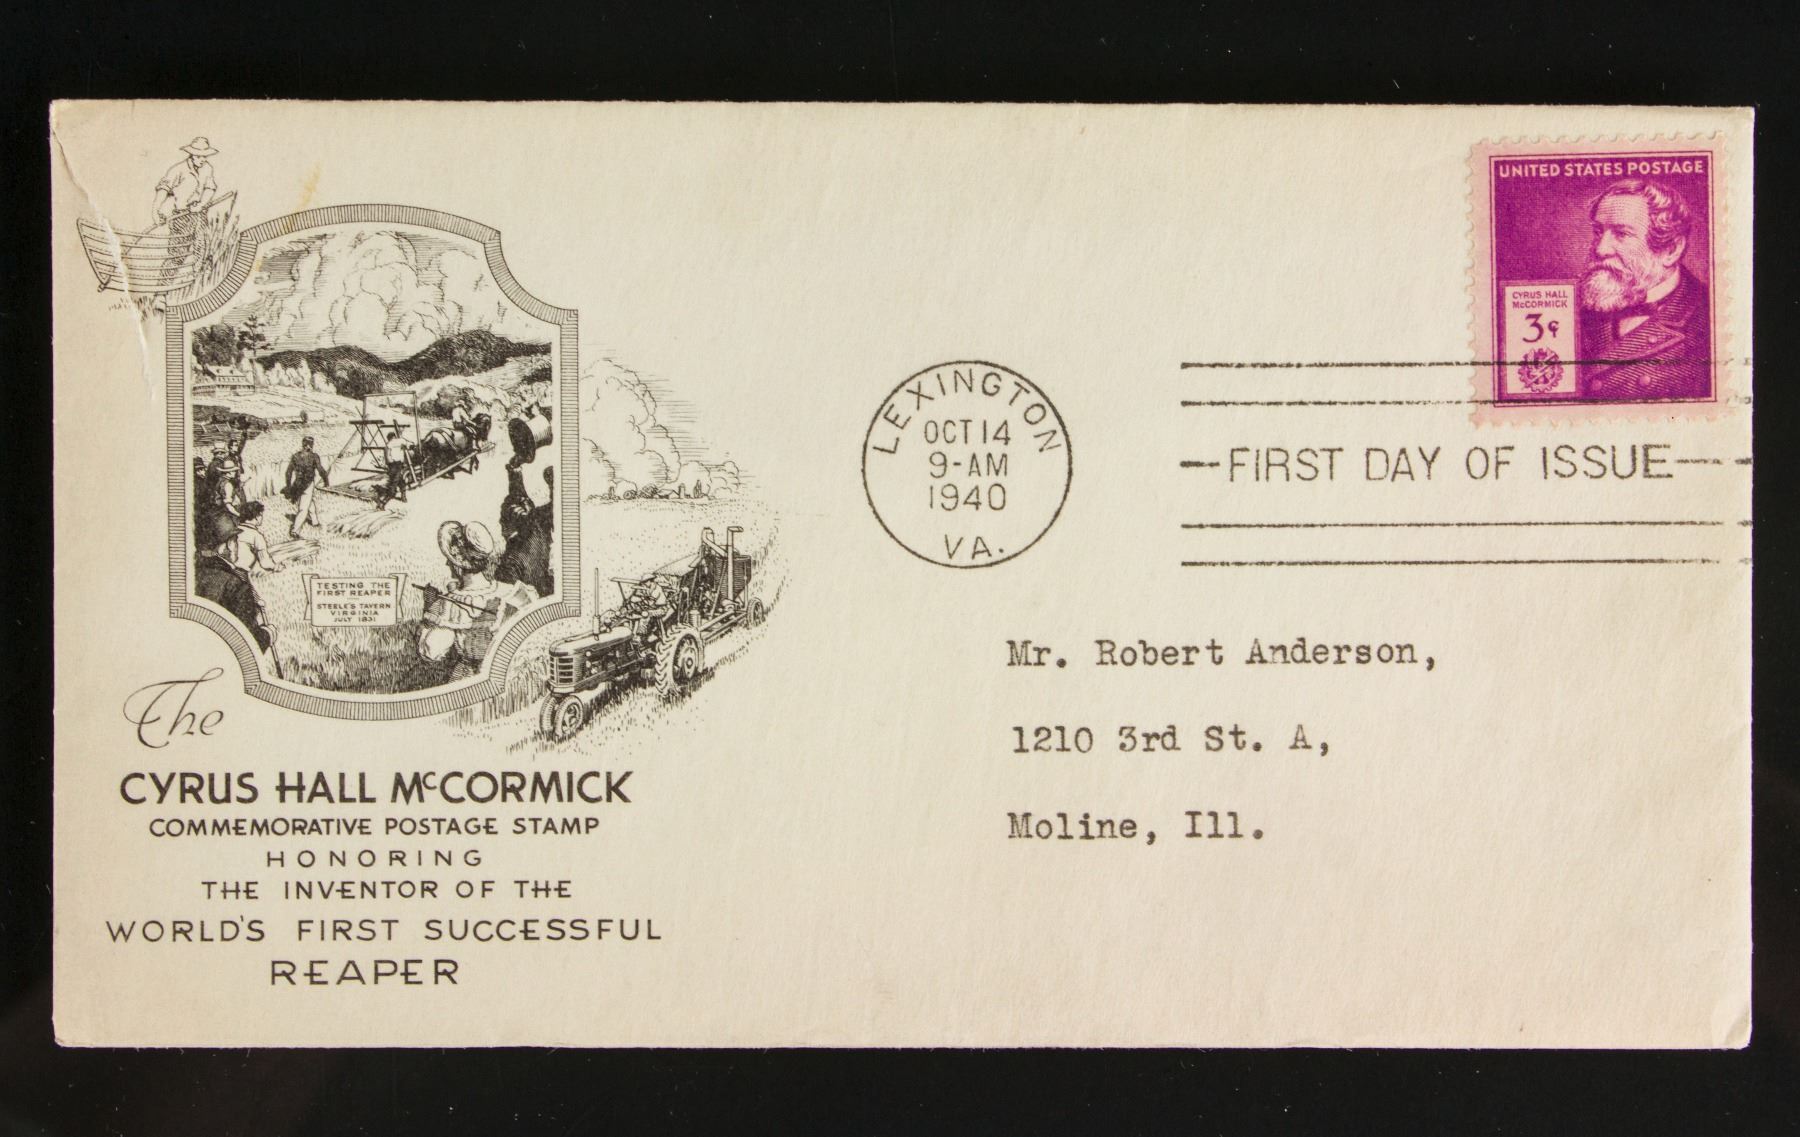 UNITED STATES POSTAGE
CYRUS HALL
McCORMICK
3¢
LEXINGTON
OCT 14
9-AM
1940
VA.
FIRST DAY OF ISSUE
TESTING THE
FIRST REAPER
STEELE'S TAVERN
VIRGINIA
JULY 1831
The
CYRUS HALL McCORMICK
COMMEMORATIVE POSTAGE STAMP
HONORING
THE INVENTOR OF THE
WORLD'S FIRST SUCCESSFUL
REAPER
Mr. Robert Anderson,
1210 3rd St. A,
Moline, Ill.